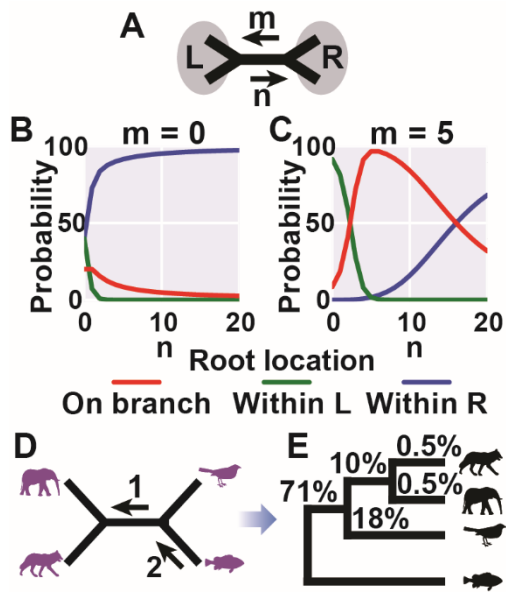 A
m
L
R
n
B
m = 0
C
m = 5
Probability
100
50
0
0
10
20
n
Probability
100
50
0
0
10
20
n
Root location
On branch
Within L
Within R
D
1
2
E
0.5%
10%
0.5%
71%
18%